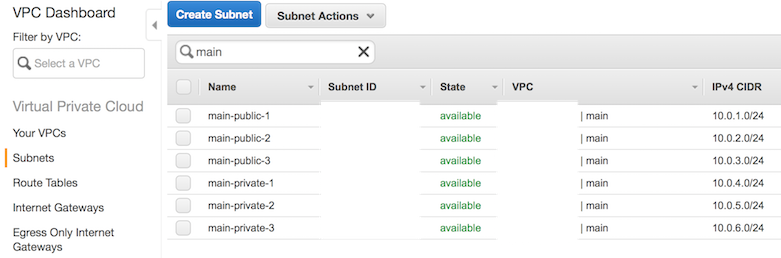 VPC Dashboard
Filter by VPC:
Select a VPC
Virtual Private Cloud
Your VPCs
Subnets
Route Tables
Internet Gateways
Egress Only Internet
Gateways
Create Subnet Subnet Actions
main
Name Subnet ID State VPC IPv4 CIDR
main-public-1 available | main 10.0.1.0/24
main-public-2 available | main 10.0.2.0/24
main-public-3 available | main 10.0.3.0/24
main-private-1 available | main 10.0.4.0/24
main-private-2 available | main 10.0.5.0/24
main-private-3 available | main 10.0.6.0/24